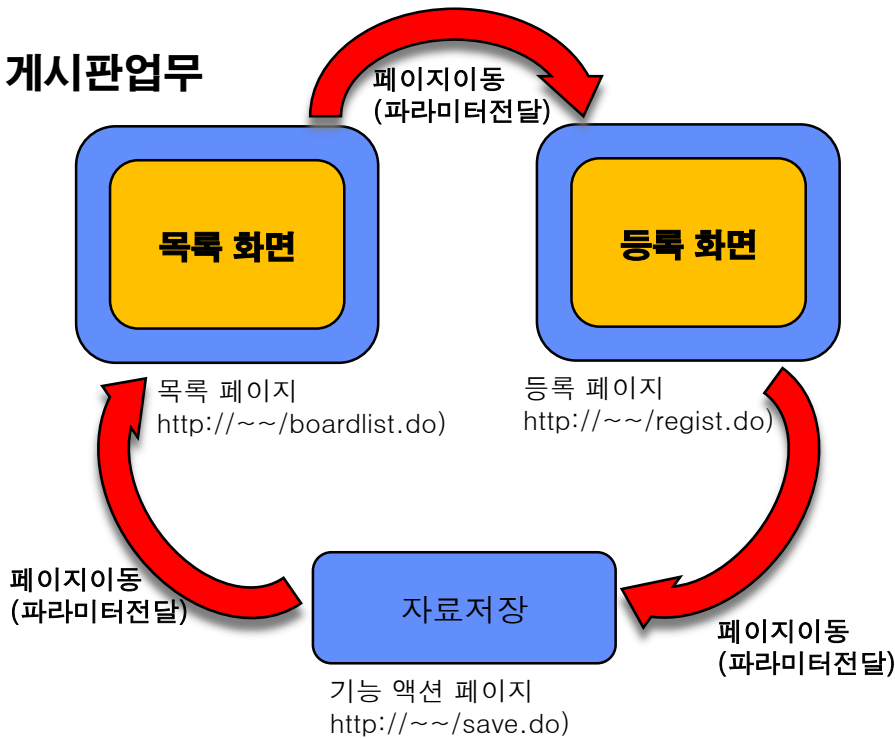 게시판업무
페이지이동
(파라미터전달)
목록 화면
등록 화면
목록 페이지
http://~~/boardlist.do)
등록 페이지
http://~~/regist.do)
페이지이동
(파라미터전달)
자료저장
페이지이동
(파라미터전달)
기능 액션 페이지
http://~~/save.do)